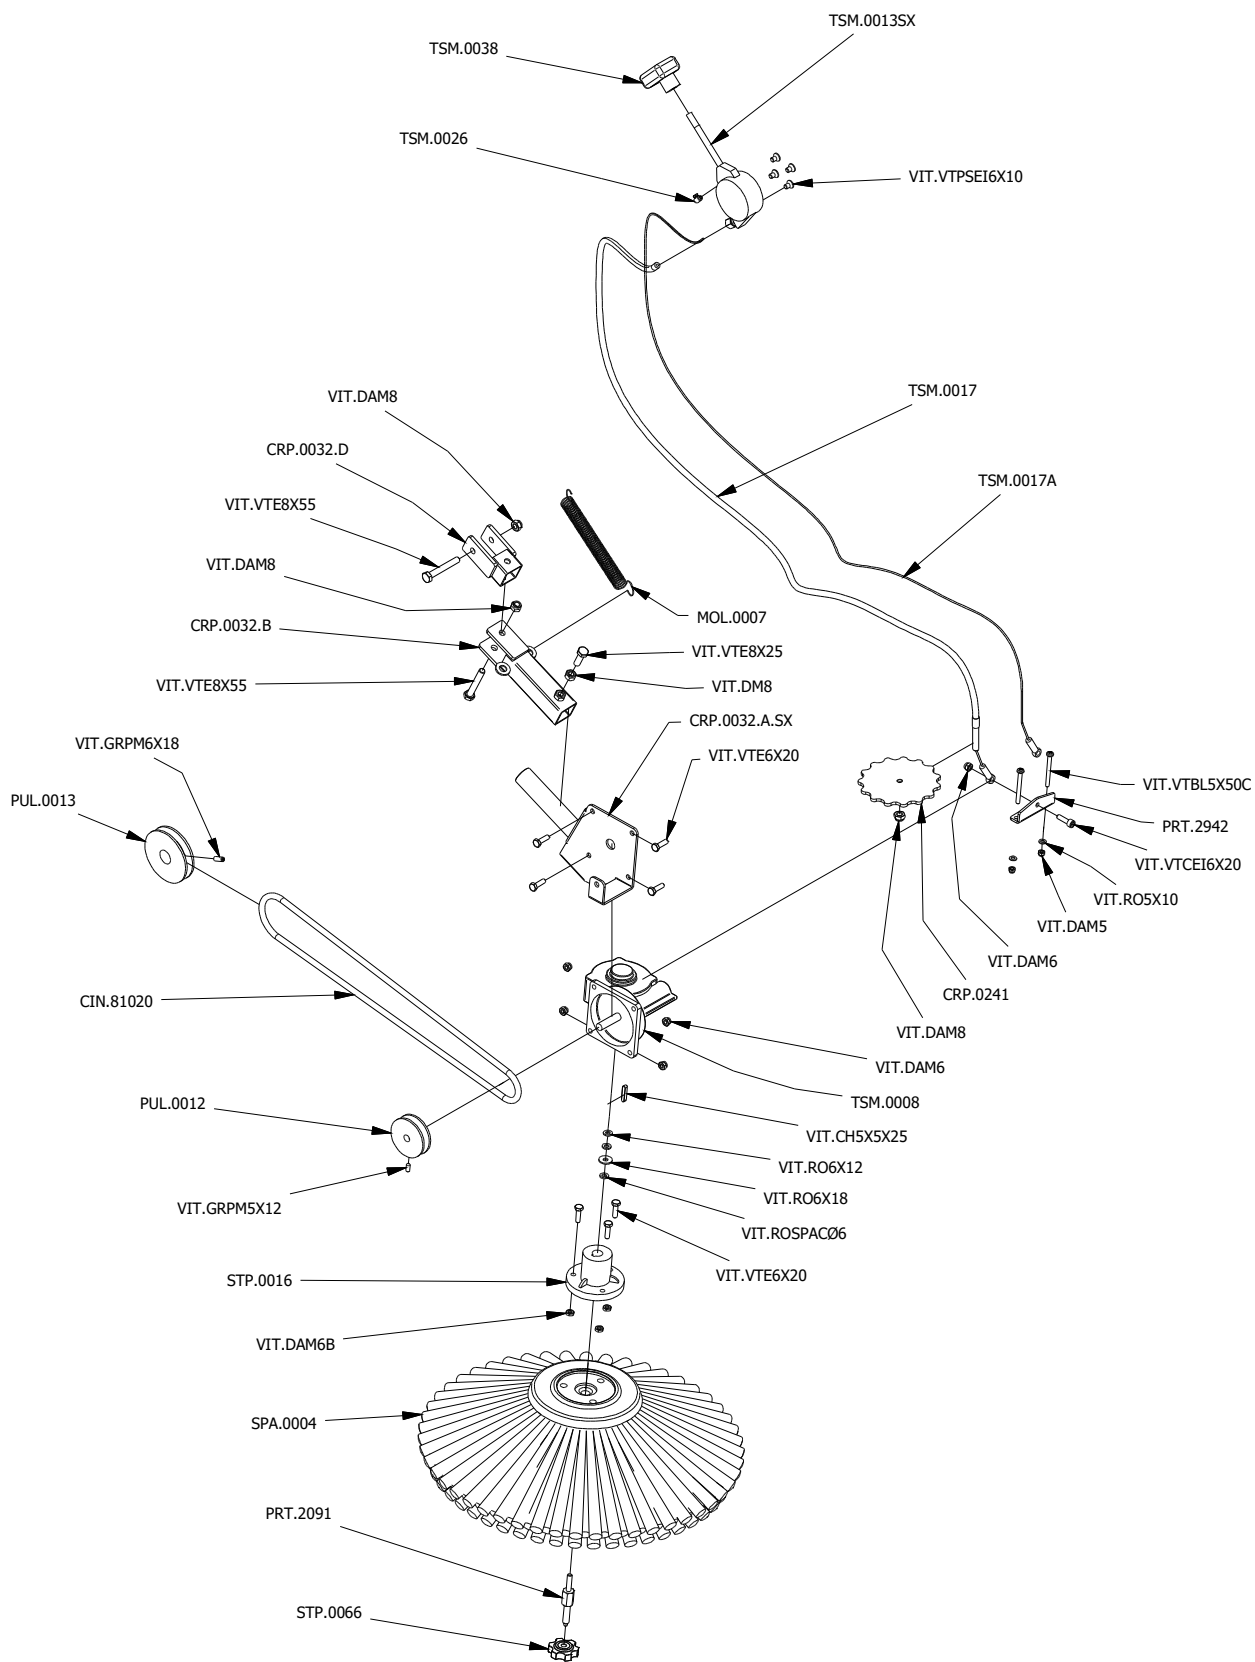 TSM.0013SX
TSM.0038
TSM.0026
VIT.VTPSEI6X10
VIT.DAM8
TSM.0017
CRP.0032.D
TSM.0017A
VIT.VTE8X55
VIT.DAM8
MOL.0007
CRP.0032.B
VIT.VTE8X25
VIT.VTE8X55
VIT.DM8
CRP.0032.A.SX
VIT.GRPM6X18
VIT.VTE6X20
VIT.VTBL5X50C
PUL.0013
PRT.2942
VIT.VTCEI6X20
VIT.RO5X10
VIT.DAM5
VIT.DAM6
CIN.81020
CRP.0241
VIT.DAM8
VIT.DAM6
PUL.0012
TSM.0008
VIT.CH5X5X25
VIT.RO6X12
VIT.RO6X18
VIT.GRPM5X12
VIT.ROSPACØ6
VIT.VTE6X20
STP.0016
VIT.DAM6B
SPA.0004
PRT.2091
STP.0066